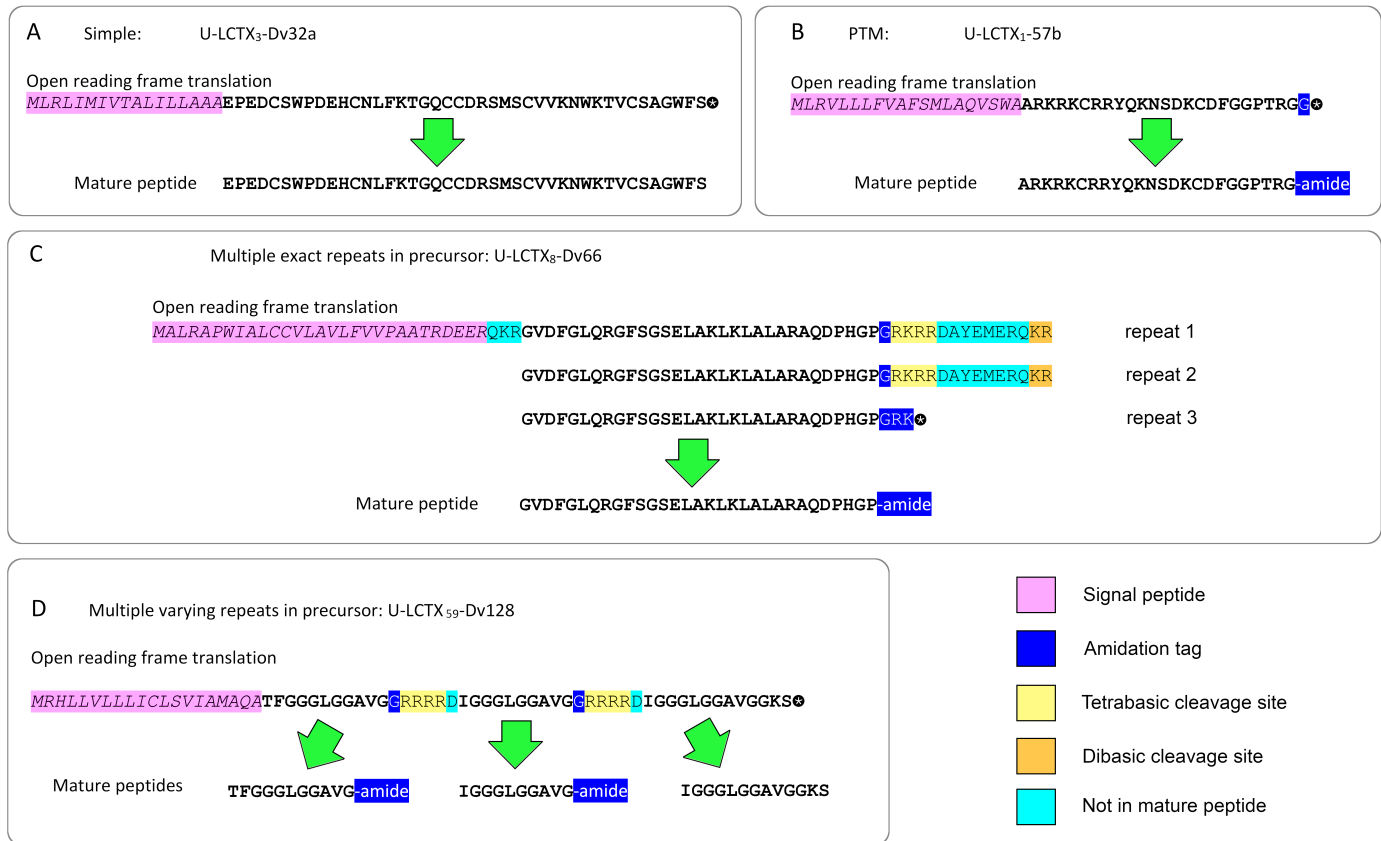 A Simple: U-LCTX₃-Dv32a
Open reading frame translation
MLRLIMIVTALILLAAAEPEDCSWPDEHCNLFKTGQCCDRSMSCVVKNWKTVCSAGWFS⍟
Mature peptide EPEDCSWPDEHCNLFKTGQCCDRSMSCVVKNWKTVCSAGWFS
B PTM: U-LCTX₁-57b
Open reading frame translation
MLRVLLLFVAFSMLAQVSWAARKRKCRRYQKNSDKCDFGGPTRGG⍟
Mature peptide ARKRKCRRYQKNSDKCDFGGPTRG-amide
C Multiple exact repeats in precursor: U-LCTX₈-Dv66
Open reading frame translation
MALRAPWIALCCVLAVLFVVPAATRDEERQKRGVDFGLQRGFSGSELAKLKLALARAQDPHGPGRKRRDAYEMERQKR repeat 1
GVDFGLQRGFSGSELAKLKLALARAQDPHGPGRKRRDAYEMERQKR repeat 2
GVDFGLQRGFSGSELAKLKLALARAQDPHGPGRK⍟ repeat 3
Mature peptide GVDFGLQRGFSGSELAKLKLALARAQDPHGP-amide
D Multiple varying repeats in precursor: U-LCTX₅₉-Dv128
Open reading frame translation
MRHLLVLLLICLSVIAMAQATFGGGLGGAVGGRRRRDIGGGLGGAVGGRRRRDIGGGLGGAVGGKS⍟
Mature peptides TFGGGLGGAVG-amide IGGGLGGAVG-amide IGGGLGGAVGGKS
Signal peptide
Amidation tag
Tetrabasic cleavage site
Dibasic cleavage site
Not in mature peptide